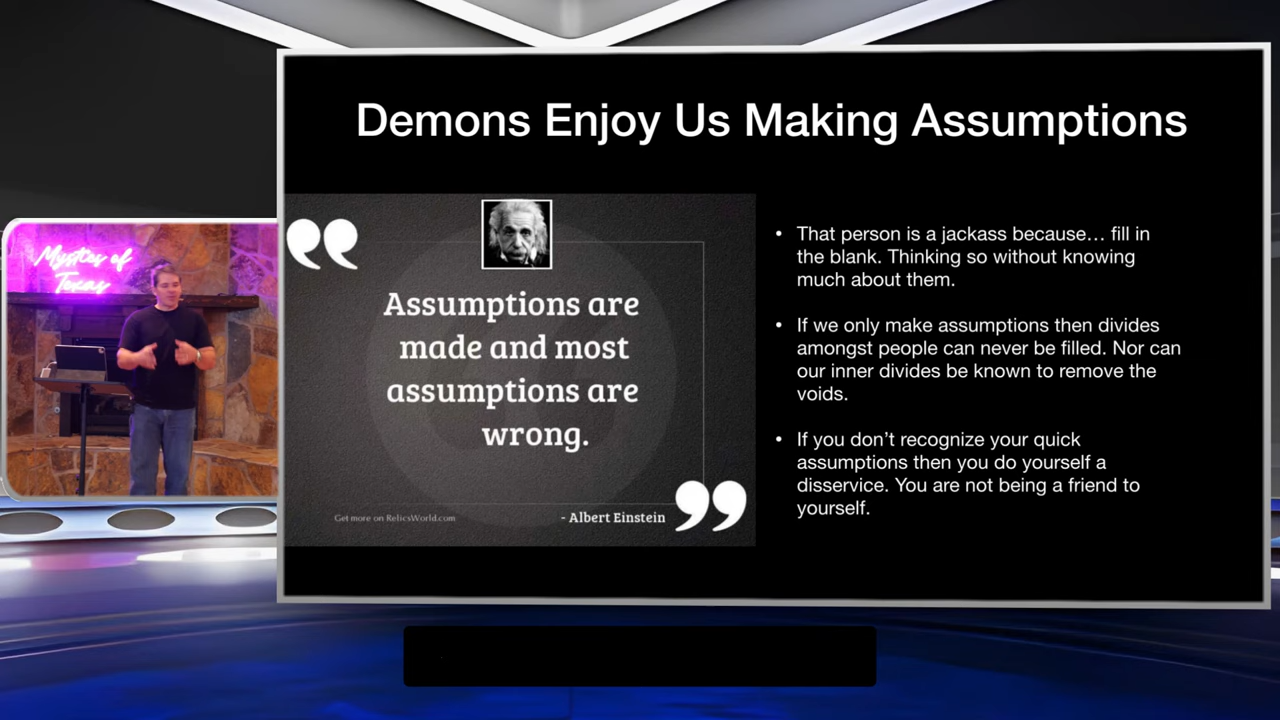 Demons Enjoy Us Making Assumptions
Mystics of
Texas
Assumptions are
made and most
assumptions are
wrong.
Get more on RelicsWorld.com
- Albert Einstein
• That person is a jackass because… fill in
the blank. Thinking so without knowing
much about them.
• If we only make assumptions then divides
amongst people can never be filled. Nor can
our inner divides be known to remove the
voids.
• If you don’t recognize your quick
assumptions then you do yourself a
disservice. You are not being a friend to
yourself.